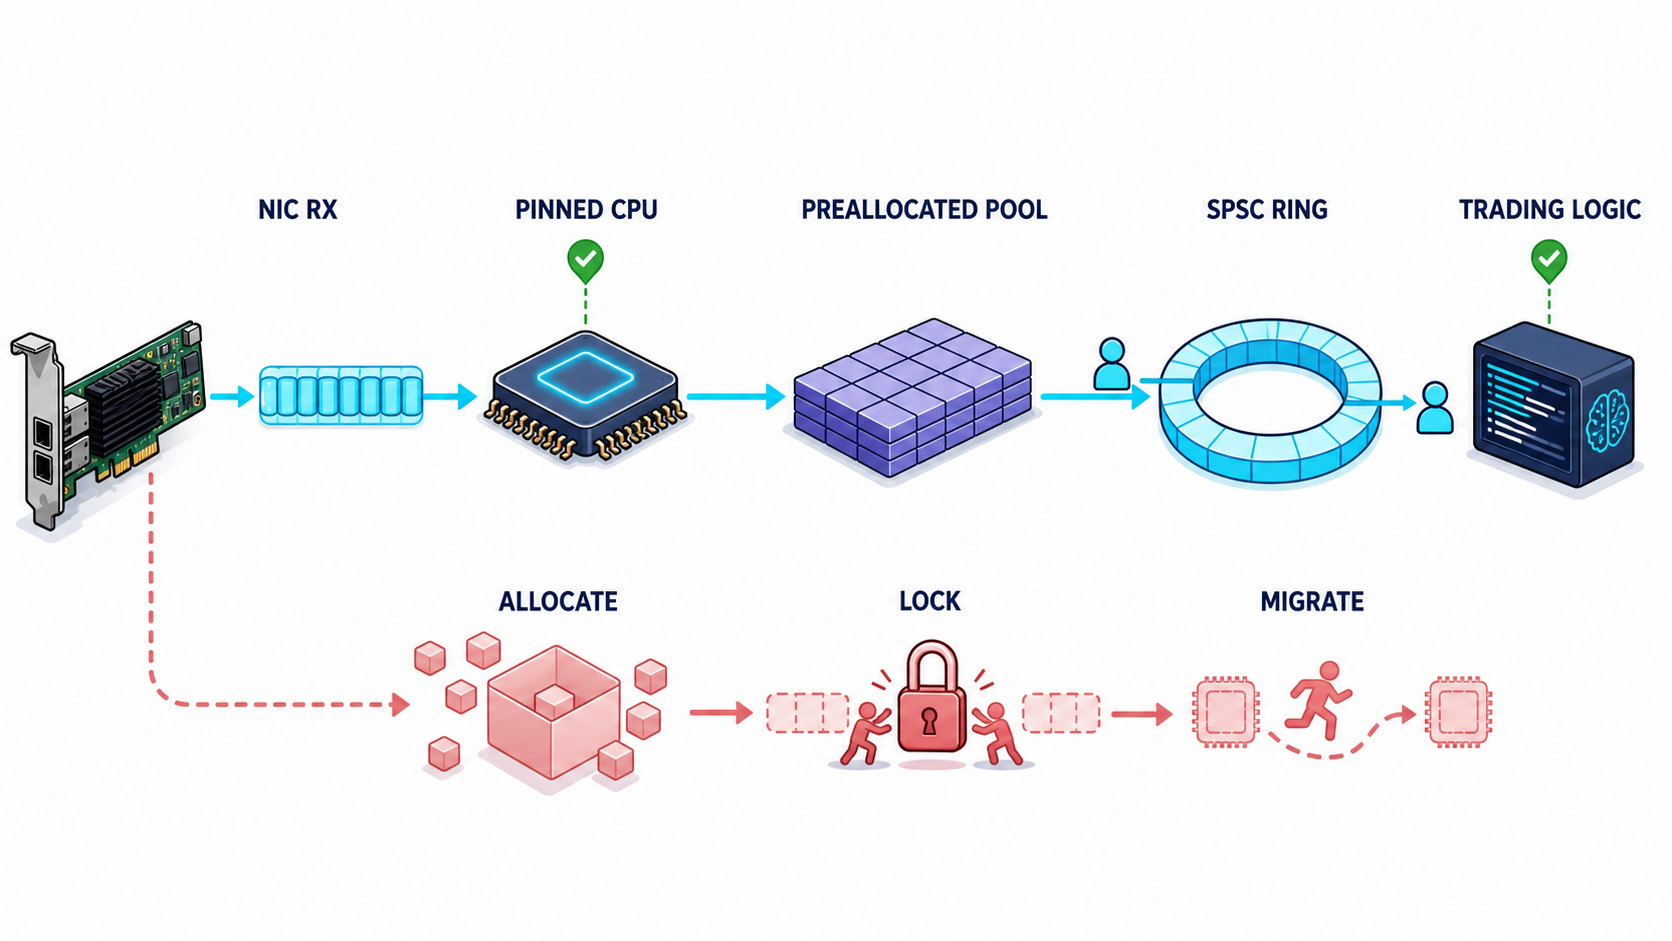 NIC RX
PINNED CPU
PREALLOCATED POOL
SPSC RING
TRADING LOGIC
ALLOCATE
LOCK
MIGRATE